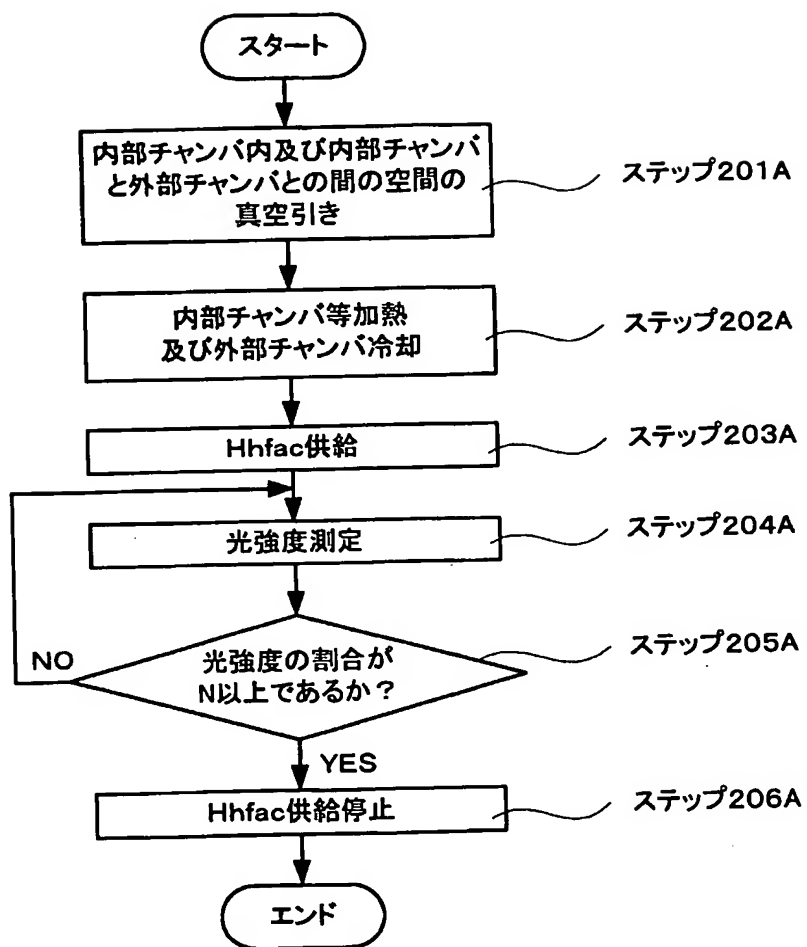 スタート
内部チャンバ内及び内部チャンバ
と外部チャンバとの間の空間の
真空引き
ステップ201A
内部チャンバ等加熱
及び外部チャンバ冷却
ステップ202A
Hhfac供給
ステップ203A
光強度測定
ステップ204A
光強度の割合が
N以上であるか？
ステップ205A
NO
YES
Hhfac供給停止
ステップ206A
エンド